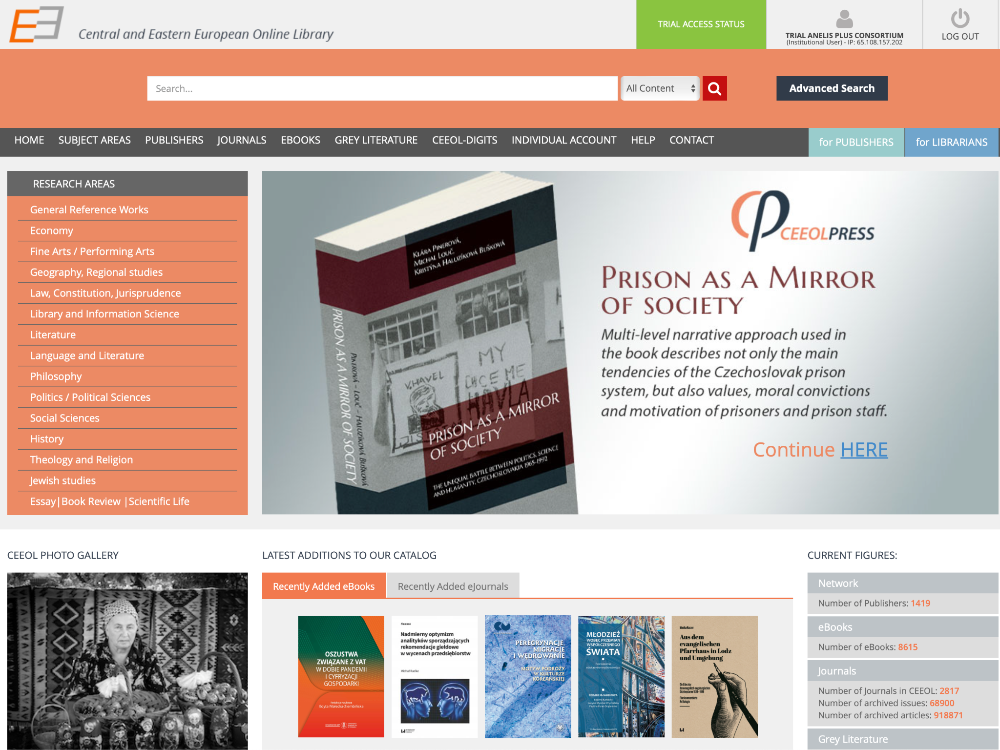 Central and Eastern European Online Library
TRIAL ACCESS STATUS
TRIAL ANELIS PLUS CONSORTIUM
(Institutional User) - IP: 65.108.157.202
LOG OUT
Search...
All Content
Advanced Search
HOME SUBJECT AREAS PUBLISHERS JOURNALS EBOOKS GREY LITERATURE CEEOL-DIGITS INDIVIDUAL ACCOUNT HELP CONTACT
for PUBLISHERS
for LIBRARIANS
RESEARCH AREAS
General Reference Works
Economy
Fine Arts / Performing Arts
Geography, Regional studies
Law, Constitution, Jurisprudence
Library and Information Science
Literature
Language and Literature
Philosophy
Politics / Political Sciences
Social Sciences
History
Theology and Religion
Jewish studies
Essay|Book Review |Scientific Life
KLÁRA PINEROVÁ,
MICHAL LOUČ,
KRISTÝNA HALUZÍKOVÁ BUŠKOVÁ
PRISON AS A MIRROR OF SOCIETY
PINEROVÁ – LOUČ – HALUZÍKOVÁ BUŠKOVÁ
V.HAVEL
MY
CHCEME
HAVLA
PRISON AS A MIRROR
OF SOCIETY
THE UNEQUAL BATTLE BETWEEN POLITICS, SCIENCE
AND HUMANITY, CZECHOSLOVAKIA 1965-1992
CEEOLPRESS
PRISON AS A MIRROR
OF SOCIETY
Multi-level narrative approach used in
the book describes not only the main
tendencies of the Czechoslovak prison
system, but also values, moral convictions
and motivation of prisoners and prison staff.
Continue HERE
CEEOL PHOTO GALLERY
LATEST ADDITIONS TO OUR CATALOG
Recently Added eBooks
Recently Added eJournals
OSZUSTWA
ZWIĄZANE Z VAT
W DOBIE PANDEMII
I CYFRYZACJI
GOSPODARKI
Redakcja naukowa
Edyta Małecka-Ziembińska
Finanse
Nadmierny optymizm
analityków sporządzających
rekomendacje giełdowe
w wycenach przedsiębiorstw
Michał Radke
PEREGRYNACJE,
MIGRACJE
I WĘDROWANIE
MOTYW PODRÓŻY
W KULTURZE
KOREAŃSKIEJ
MŁODZIEŻ
WOBEC PRZEMIAN
WSPÓŁCZESNEGO
ŚWIATA
Rozważania
edukacyjno-wychowawcze
REDAKCJA NAUKOWA
Monika Kucner
Aus dem
evangelischen
Pfarrhaus in Lodz
und Umgebung
CURRENT FIGURES:
Network
Number of Publishers: 1419
eBooks
Number of eBooks: 8615
Journals
Number of Journals in CEEOL: 2817
Number of archived issues: 68900
Number of archived articles: 918871
Grey Literature